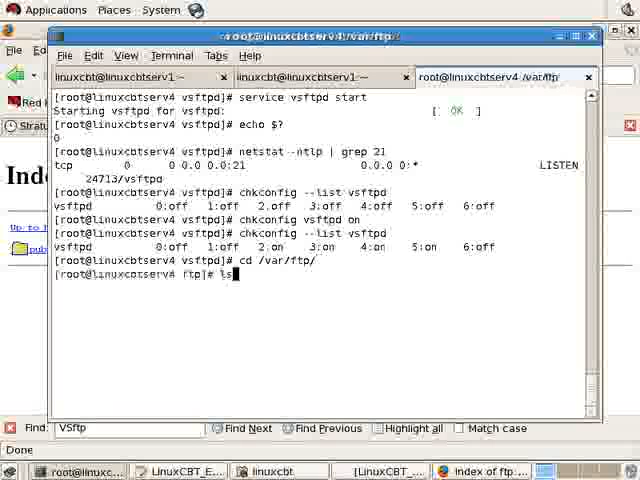 Applications Places System
root@linuxcbtserv4:/var/ftp
File
File Edit View Terminal Tabs Help
linuxcbt@linuxcbtserv1:~ linuxcbt@linuxcbtserv1:~ root@linuxcbtserv4:/var/ftp
[root@linuxcbtserv4 vsftpd]# service vsftpd start
Starting vsftpd for vsftpd: [ OK ]
[root@linuxcbtserv4 vsftpd]# echo $?
0
[root@linuxcbtserv4 vsftpd]# netstat -ntlp | grep 21
tcp 0 0 0.0.0.0:21 0.0.0.0:* LISTEN
24713/vsftpd
[root@linuxcbtserv4 vsftpd]# chkconfig --list vsftpd
vsftpd 0:off 1:off 2:off 3:off 4:off 5:off 6:off
[root@linuxcbtserv4 vsftpd]# chkconfig vsftpd on
[root@linuxcbtserv4 vsftpd]# chkconfig --list vsftpd
vsftpd 0:off 1:off 2:on 3:on 4:on 5:on 6:off
[root@linuxcbtserv4 vsftpd]# cd /var/ftp/
[root@linuxcbtserv4 ftp]# ls
Red
Inde
Up to h
pub
Find: VSftp Find Next Find Previous Highlight all Match case
Done
root@linuxc... LinuxCBT_E... linuxcbt [LinuxCBT_... Index of ftp:...